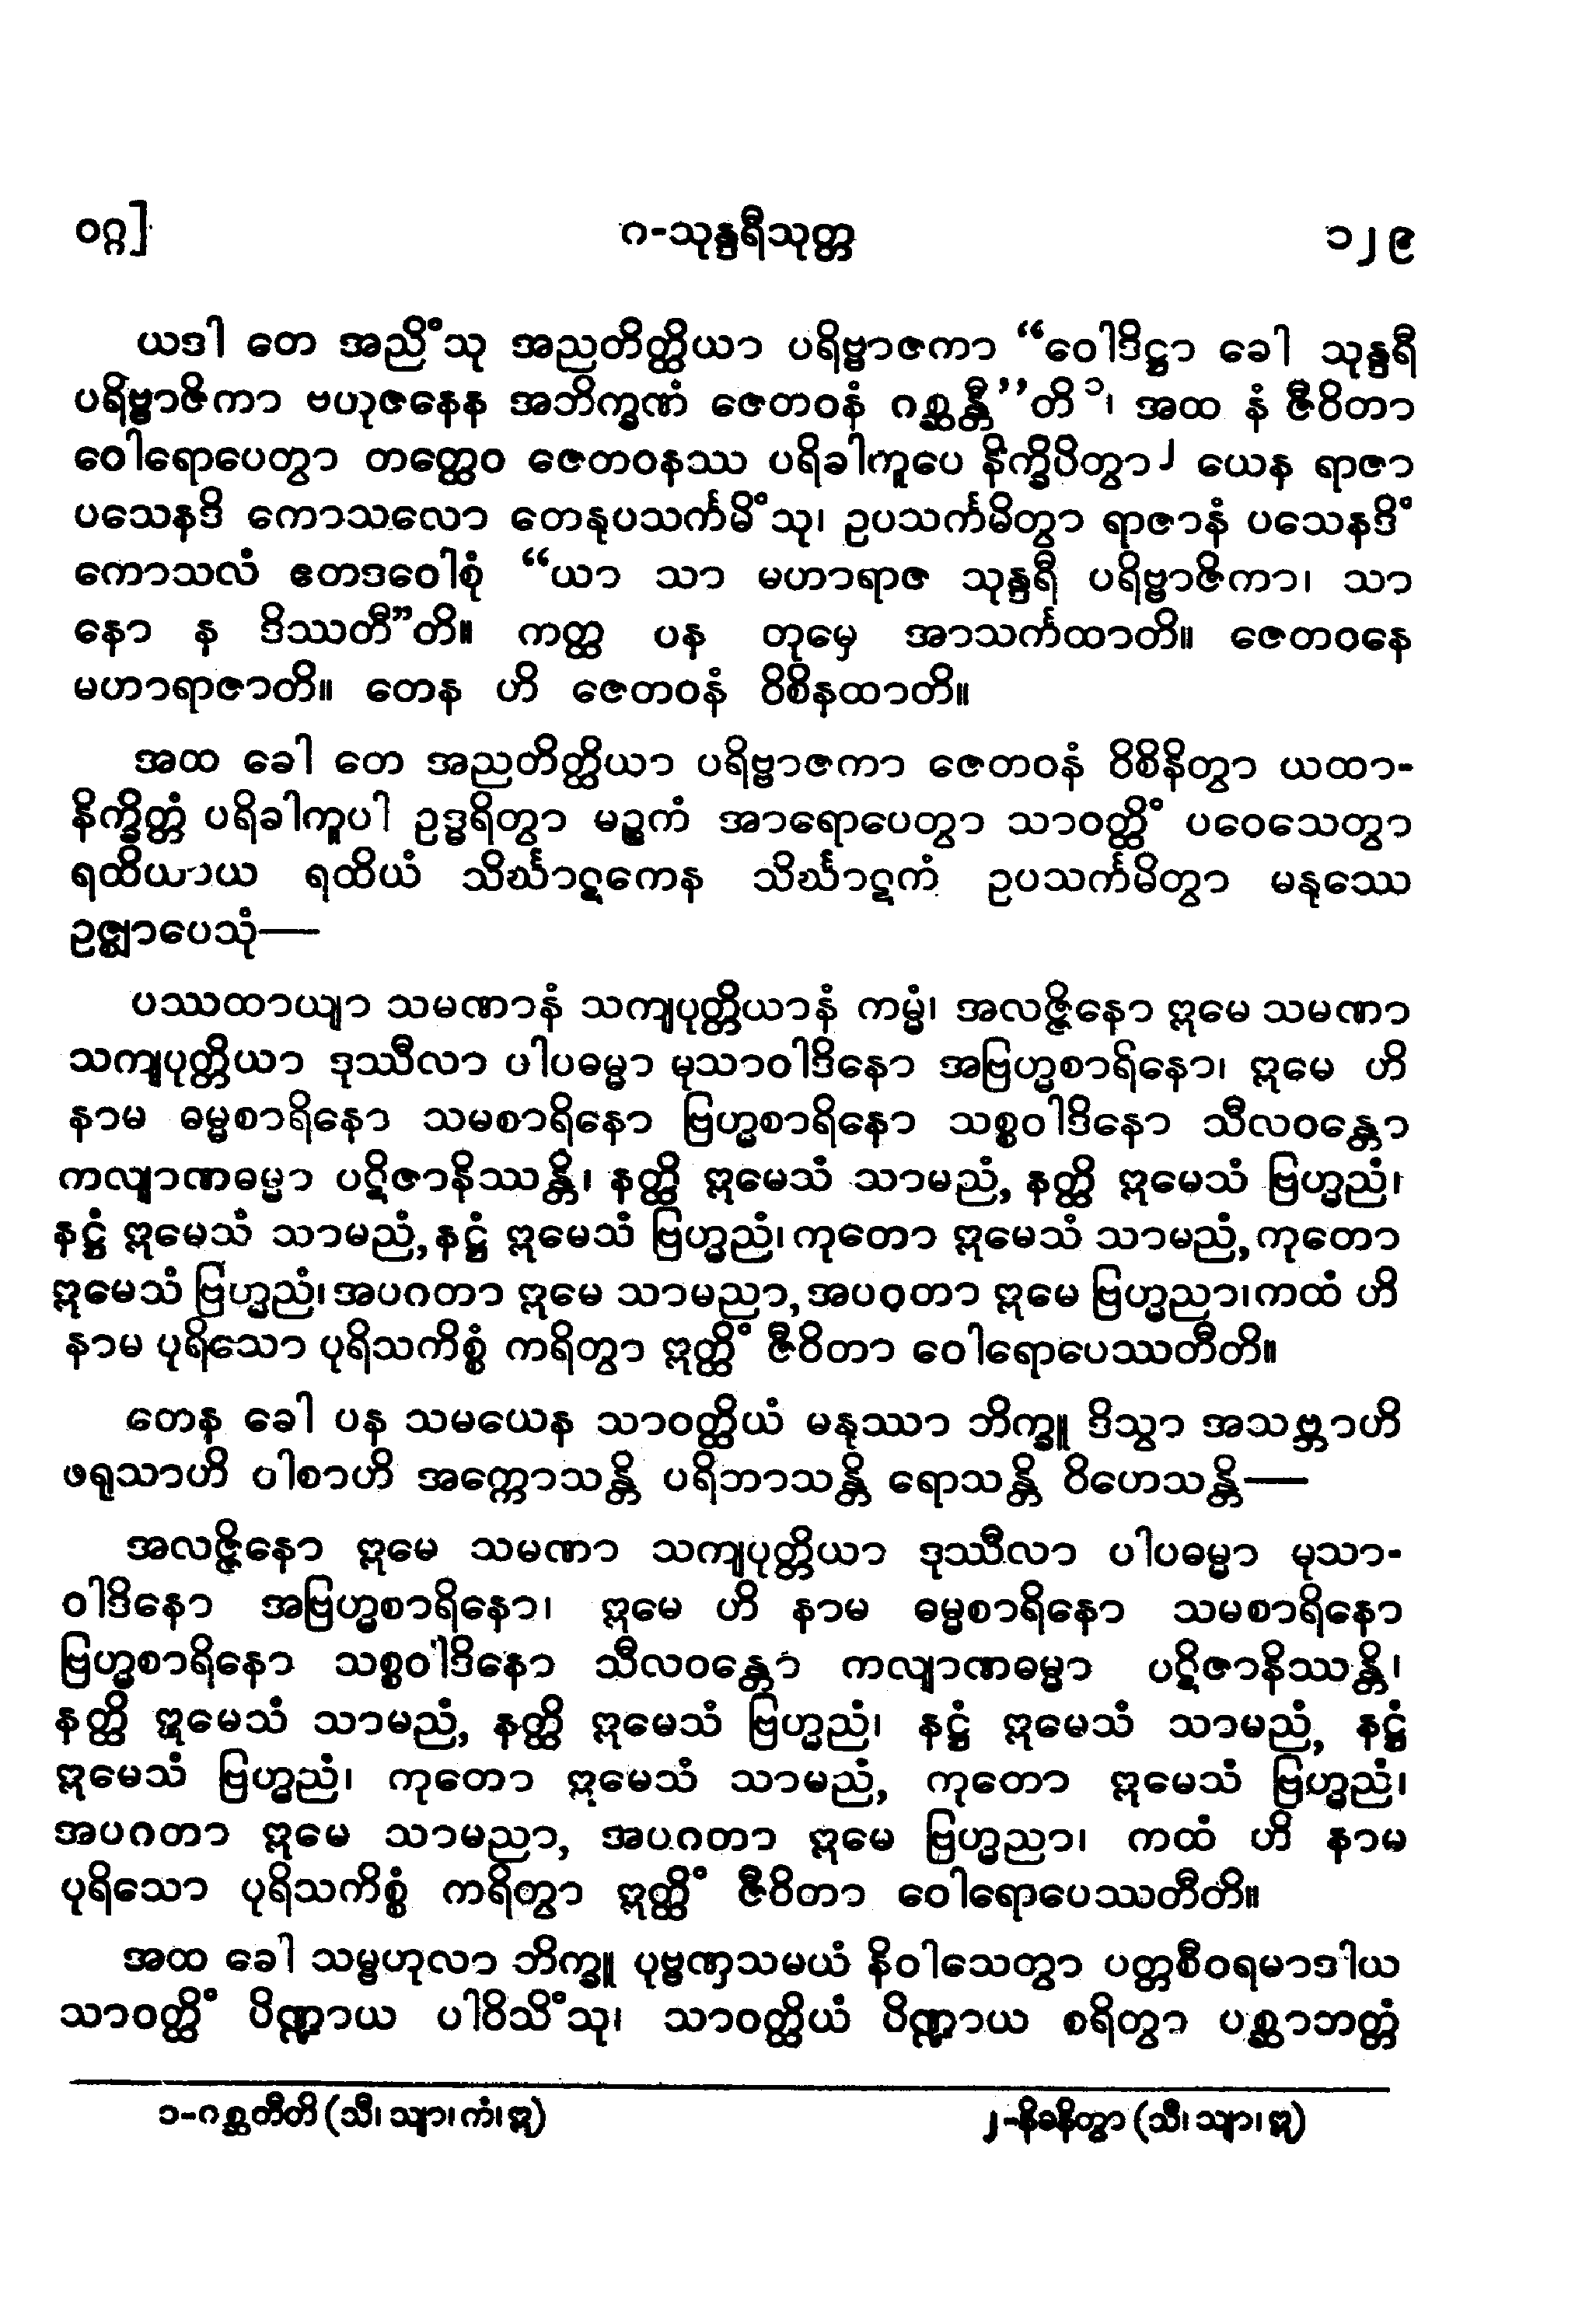 ဝဂ္ဂ]
၈-သုန္ဒရီသုတ္တ
၁၂၉
ယဒါ တေ အညိံသု အညတိတ္ထိယာ ပရိဗ္ဗာဇကာ “ဝေါဒိဋ္ဌာ ခေါ သုန္ဒရီ
ပရိဗ္ဗာဇိကာ ဗဟုဇနေန အဘိက္ခဏံ ဇေတဝနံ ဂစ္ဆန္တီ”တိ ၁၊ အထ နံ ဇီဝိတာ
ဝေါရောပေတွာ တတ္ထေဝ ဇေတဝနဿ ပရိခါကူပေ နိက္ခိပိတွာ ၂ ယေန ရာဇာ
ပသေနဒိ ကောသလော တေနုပသင်္ကမိံသု၊ ဥပသင်္ကမိတွာ ရာဇာနံ ပသေနဒိံ
ကောသလံ ဧတဒဝေါစုံ “ယာ သာ မဟာရာဇ သုန္ဒရီ ပရိဗ္ဗာဇိကာ၊ သာ
နော န ဒိဿတီ”တိ။ ကတ္ထ ပန တုမှေ အာသင်္ကထာတိ။ ဇေတဝနေ
မဟာရာဇာတိ။ တေန ဟိ ဇေတဝနံ ဝိစိနထာတိ။
အထ ခေါ တေ အညတိတ္ထိယာ ပရိဗ္ဗာဇကာ ဇေတဝနံ ဝိစိနိတွာ ယထာ-
နိက္ခိတ္တံ ပရိခါကူပါ ဥဒ္ဓရိတွာ မဉ္စကံ အာရောပေတွာ သာဝတ္ထိံ ပဝေသေတွာ
ရထိယာယ ရထိယံ သိင်္ဃာဋကေန သိင်္ဃာဋကံ ဥပသင်္ကမိတွာ မနုဿေ
ဥဇ္ဈာပေသုံ—
ပဿထာယျာ သမဏာနံ သကျပုတ္တိယာနံ ကမ္မံ၊ အလဇ္ဇိနော ဣမေ သမဏာ
သကျပုတ္တိယာ ဒုဿီလာ ပါပဓမ္မာ မုသာဝါဒိနော အဗြဟ္မစာရိနော၊ ဣမေ ဟိ
နာမ ဓမ္မစာရိနော သမစာရိနော ဗြဟ္မစာရိနော သစ္စဝါဒိနော သီလဝန္တော
ကလျာဏဓမ္မာ ပဋိဇာနိဿန္တိ၊ နတ္ထိ ဣမေသံ သာမညံ, နတ္ထိ ဣမေသံ ဗြဟ္မညံ၊
နဋ္ဌံ ဣမေသံ သာမညံ, နဋ္ဌံ ဣမေသံ ဗြဟ္မညံ၊ ကုတော ဣမေသံ သာမညံ, ကုတော
ဣမေသံ ဗြဟ္မညံ၊ အပဂတာ ဣမေ သာမညာ, အပဂတာ ဣမေ ဗြဟ္မညာ၊ ကထံ ဟိ
နာမ ပုရိသော ပုရိသကိစ္စံ ကရိတွာ ဣတ္ထိံ ဇီဝိတာ ဝေါရောပေဿတီတိ။
တေန ခေါ ပန သမယေန သာဝတ္ထိယံ မနုဿာ ဘိက္ခူ ဒိသွာ အသဗ္ဘာဟိ
ဖရုသာဟိ ဝါစာဟိ အက္ကောသန္တိ ပရိဘာသန္တိ ရောသန္တိ ဝိဟေသန္တိ—
အလဇ္ဇိနော ဣမေ သမဏာ သကျပုတ္တိယာ ဒုဿီလာ ပါပဓမ္မာ မုသာ-
ဝါဒိနော အဗြဟ္မစာရိနော၊ ဣမေ ဟိ နာမ ဓမ္မစာရိနော သမစာရိနော
ဗြဟ္မစာရိနော သစ္စဝါဒိနော သီလဝန္တော ကလျာဏဓမ္မာ ပဋိဇာနိဿန္တိ၊
နတ္ထိ ဣမေသံ သာမညံ, နတ္ထိ ဣမေသံ ဗြဟ္မညံ၊ နဋ္ဌံ ဣမေသံ သာမညံ, နဋ္ဌံ
ဣမေသံ ဗြဟ္မညံ၊ ကုတော ဣမေသံ သာမညံ, ကုတော ဣမေသံ ဗြဟ္မညံ၊
အပဂတာ ဣမေ သာမညာ, အပဂတာ ဣမေ ဗြဟ္မညာ၊ ကထံ ဟိ နာမ
ပုရိသော ပုရိသကိစ္စံ ကရိတွာ ဣတ္ထိံ ဇီဝိတာ ဝေါရောပေဿတီတိ။
အထ ခေါ သမ္ဗဟုလာ ဘိက္ခူ ပုဗ္ဗဏှသမယံ နိဝါသေတွာ ပတ္တစီဝရမာဒါယ
သာဝတ္ထိံ ပိဏ္ဍာယ ပါဝိသိံသု၊ သာဝတ္ထိယံ ပိဏ္ဍာယ စရိတွာ ပစ္ဆာဘတ္တံ
၁-ဂစ္ဆတီတိ (သီ၊ သျာ၊ ကံ၊ ဣ)
၂-နိခနိတွာ (သီ၊ သျာ၊ ဣ)